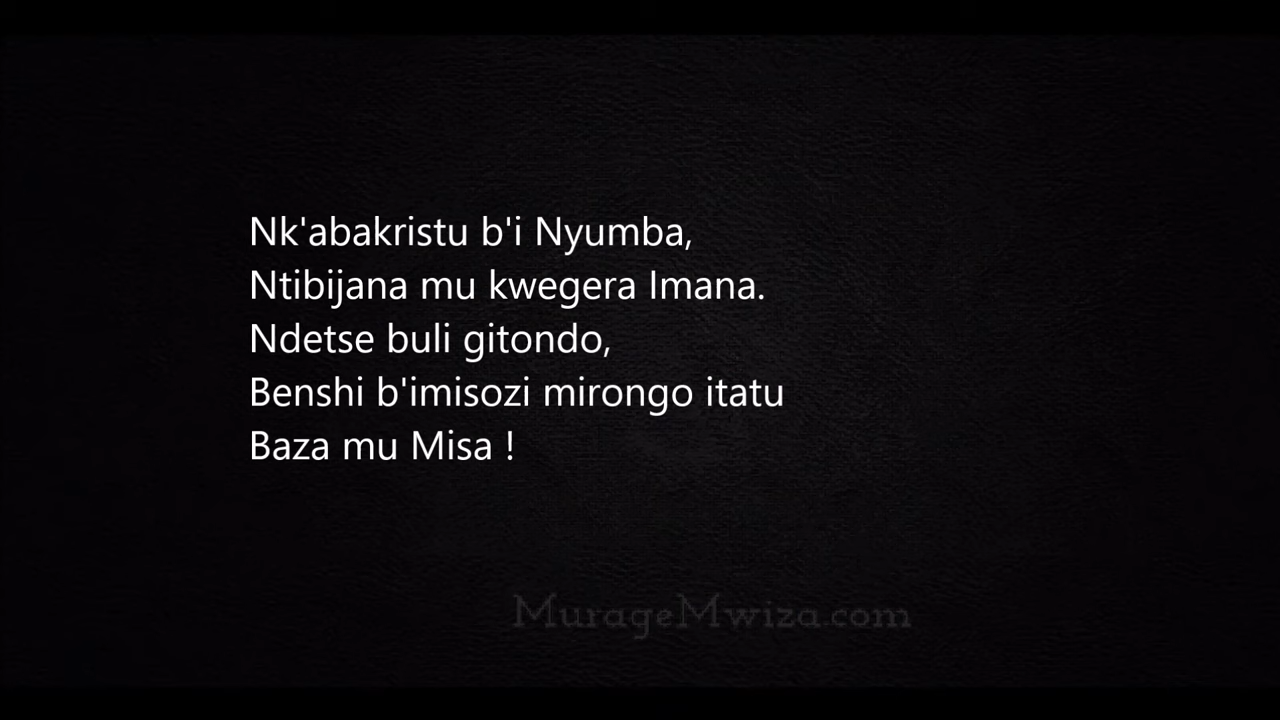 Nk'abakristu b'i Nyumba,
Ntibijana mu kwegera Imana.
Ndetse buli gitondo,
Benshi b'imisozi mirongo itatu
Baza mu Misa !
MurageMwiza.com